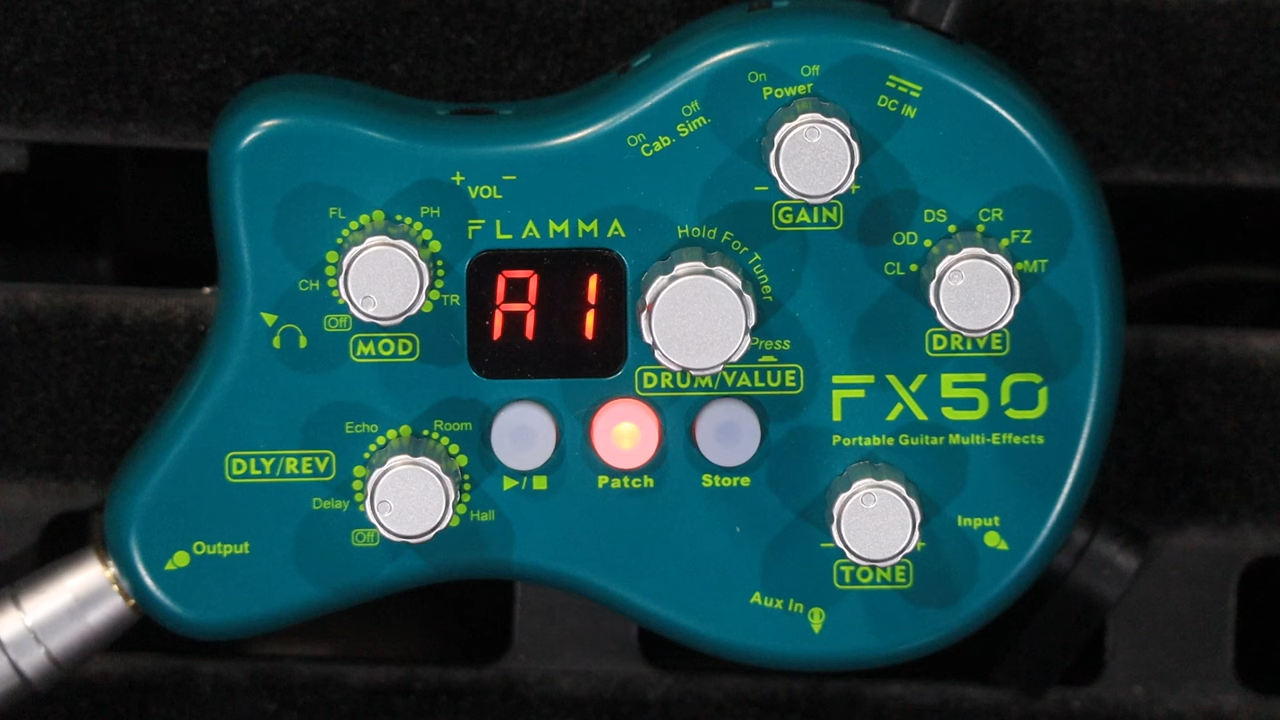 On Off
Power
DC IN
On Off
Cab. Sim.
+ VOL −
FLAMMA
− +
GAIN
Hold For Tuner
FL PH
CH TR
Off
MOD
A1
DS CR
OD FZ
CL MT
DRIVE
Press
DRUM/VALUE
FX50
Portable Guitar Multi-Effects
Echo Room
DLY/REV
Delay Hall
Off
▶/■
Patch
Store
Output
− +
TONE
Input
Aux In